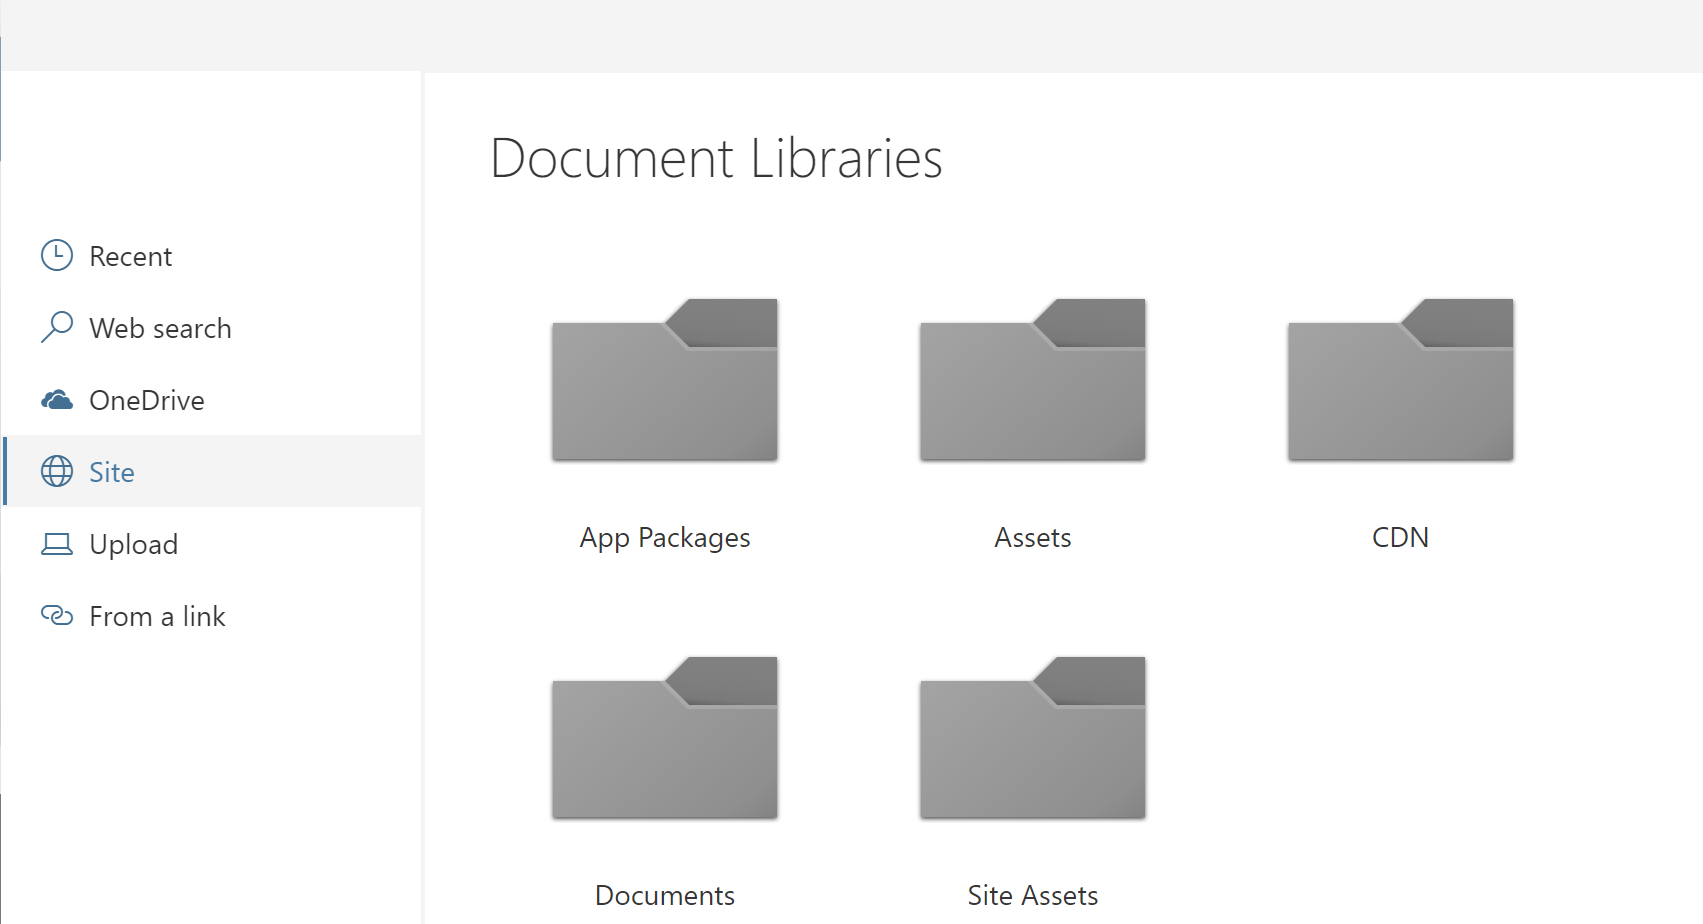 Recent
Web search
OneDrive
Site
Upload
From a link
Document Libraries
App Packages
Assets
CDN
Documents
Site Assets